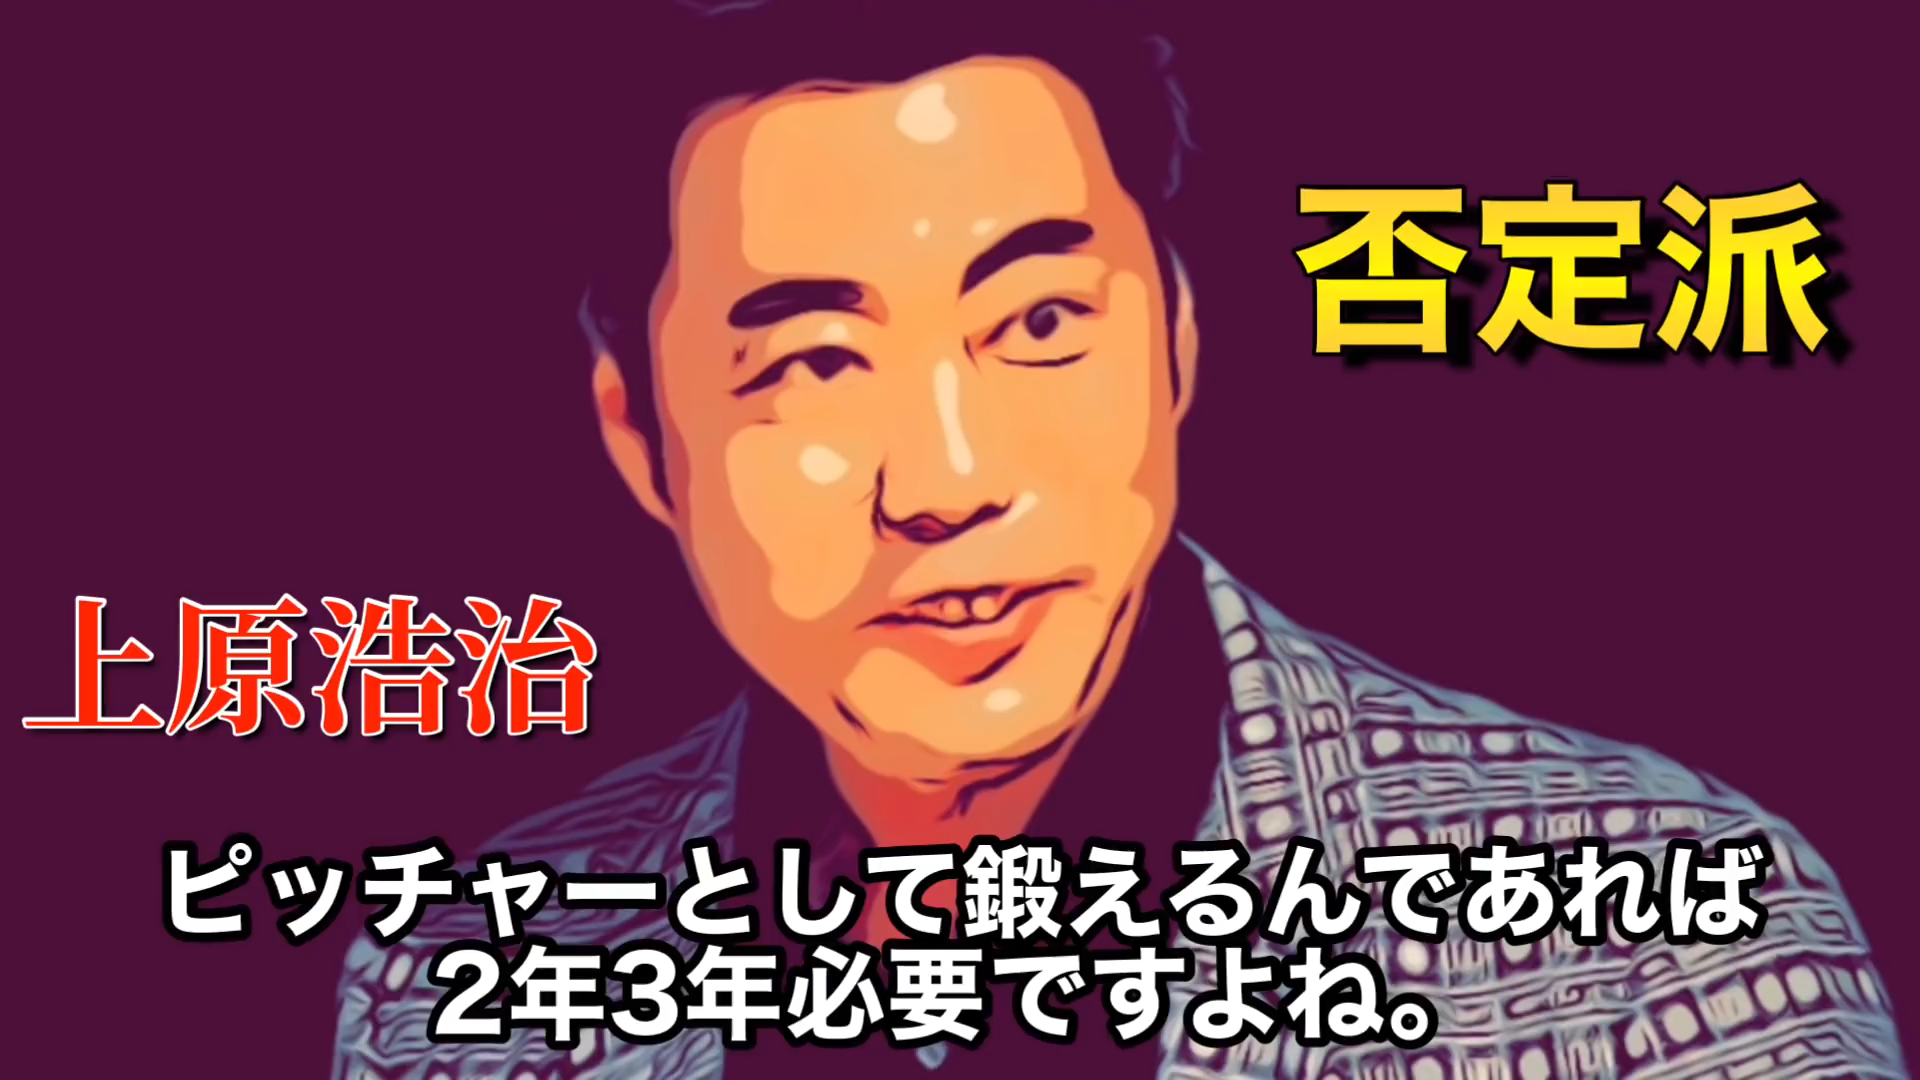 否定派
上原浩治
ピッチャーとして鍛えるんであれば
2年3年必要ですよね。